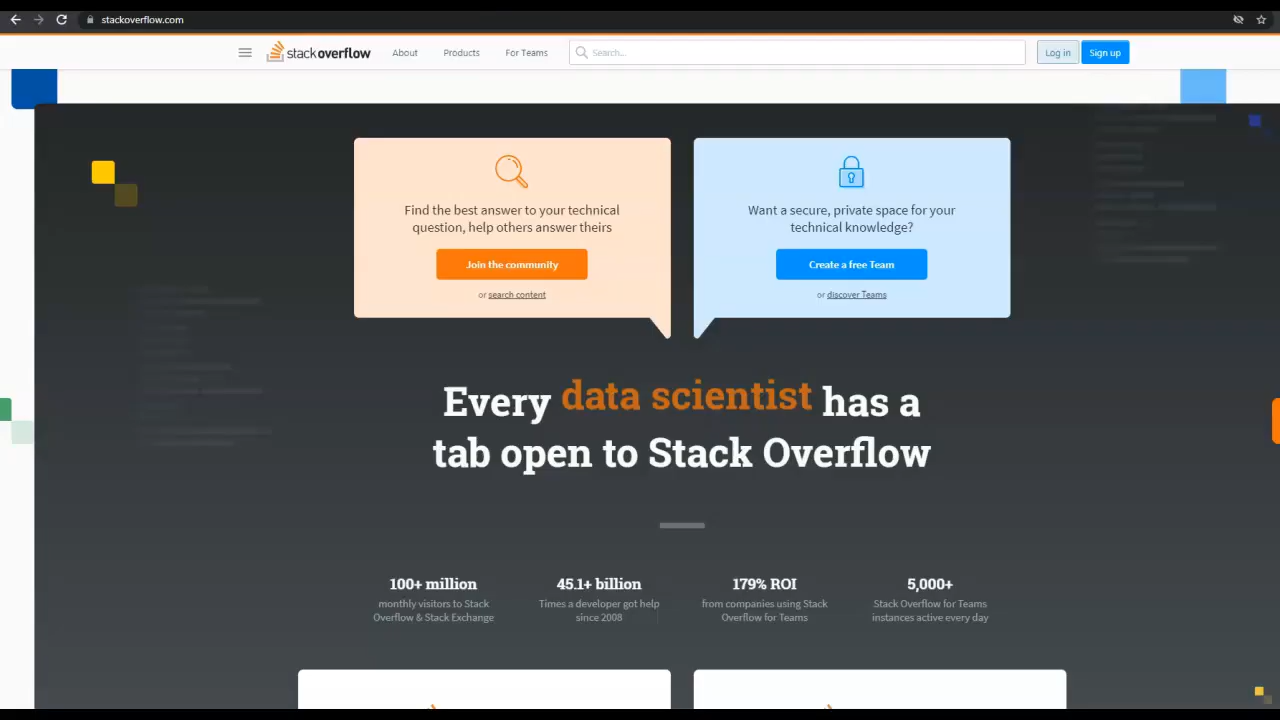 stackoverflow.com
stackoverflow About Products For Teams Search... Log in Sign up
Find the best answer to your technical
question, help others answer theirs
Join the community
or search content
Want a secure, private space for your
technical knowledge?
Create a free Team
or discover Teams
Every data scientist has a
tab open to Stack Overflow
100+ million
monthly visitors to Stack
Overflow & Stack Exchange
45.1+ billion
Times a developer got help
since 2008
179% ROI
from companies using Stack
Overflow for Teams
5,000+
Stack Overflow for Teams
instances active every day